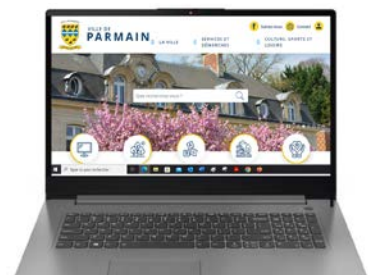 VILLE DE
PARMAIN
LA VILLE
SERVICES ET
DÉMARCHES
CULTURE, SPORTS ET
LOISIRS
Que recherchez-vous ?